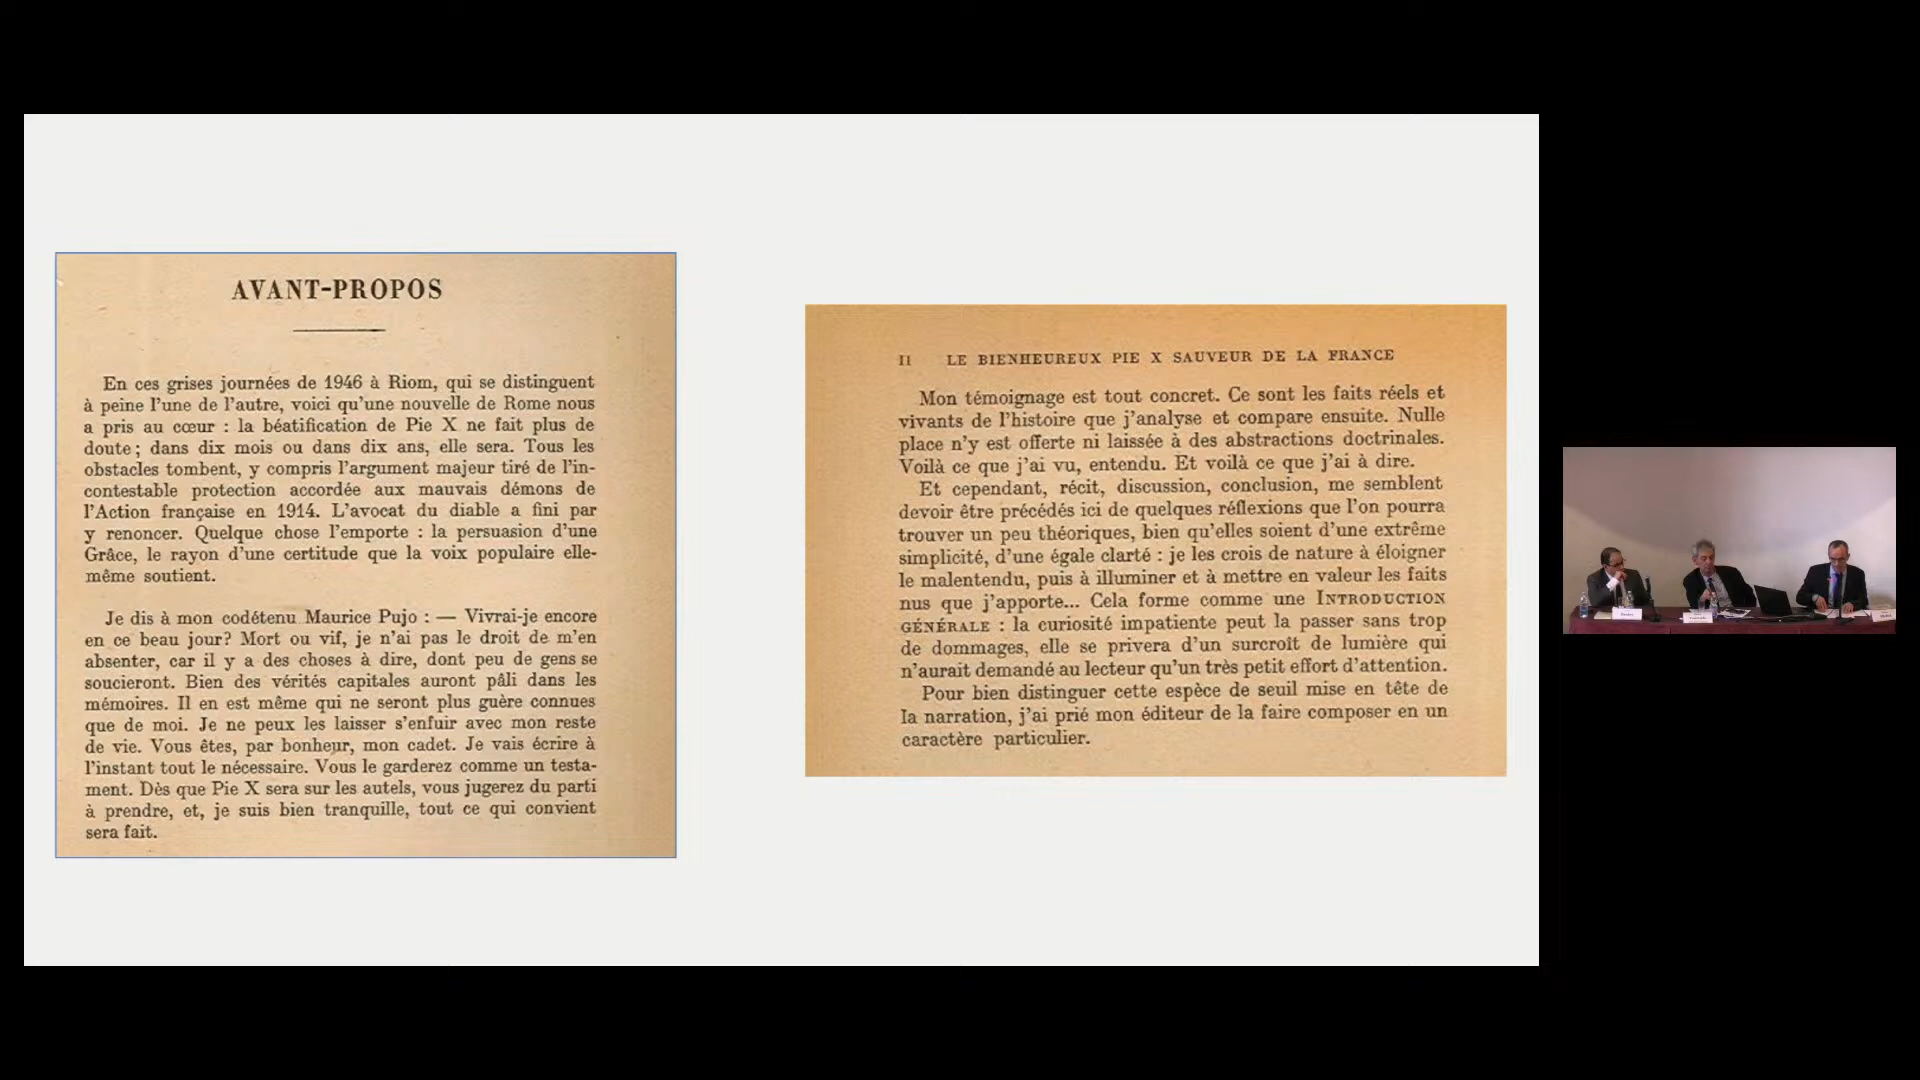 AVANT-PROPOS
En ces grises journées de 1946 à Riom, qui se distinguent
à peine l'une de l'autre, voici qu'une nouvelle de Rome nous
a pris au cœur : la béatification de Pie X ne fait plus de
doute ; dans dix mois ou dans dix ans, elle sera. Tous les
obstacles tombent, y compris l'argument majeur tiré de l'in-
contestable protection accordée aux mauvais démons de
l'Action française en 1914. L'avocat du diable a fini par
y renoncer. Quelque chose l'emporte : la persuasion d'une
Grâce, le rayon d'une certitude que la voix populaire elle-
même soutient.
Je dis à mon codétenu Maurice Pujo : — Vivrai-je encore
en ce beau jour? Mort ou vif, je n'ai pas le droit de m'en
absenter, car il y a des choses à dire, dont peu de gens se
soucieront. Bien des vérités capitales auront pâli dans les
mémoires. Il en est même qui ne seront plus guère connues
que de moi. Je ne peux les laisser s'enfuir avec mon reste
de vie. Vous êtes, par bonheur, mon cadet. Je vais écrire à
l'instant tout le nécessaire. Vous le garderez comme un testa-
ment. Dès que Pie X sera sur les autels, vous jugerez du parti
à prendre, et, je suis bien tranquille, tout ce qui convient
sera fait.
II LE BIENHEUREUX PIE X SAUVEUR DE LA FRANCE
Mon témoignage est tout concret. Ce sont les faits réels et
vivants de l'histoire que j'analyse et compare ensuite. Nulle
place n'y est offerte ni laissée à des abstractions doctrinales.
Voilà ce que j'ai vu, entendu. Et voilà ce que j'ai à dire.
Et cependant, récit, discussion, conclusion, me semblent
devoir être précédés ici de quelques réflexions que l'on pourra
trouver un peu théoriques, bien qu'elles soient d'une extrême
simplicité, d'une égale clarté : je les crois de nature à éloigner
le malentendu, puis à illuminer et à mettre en valeur les faits
nus que j'apporte... Cela forme comme une INTRODUCTION
GÉNÉRALE : la curiosité impatiente peut la passer sans trop
de dommages, elle se privera d'un surcroît de lumière qui
n'aurait demandé au lecteur qu'un très petit effort d'attention.
Pour bien distinguer cette espèce de seuil mise en tête de
la narration, j'ai prié mon éditeur de la faire composer en un
caractère particulier.